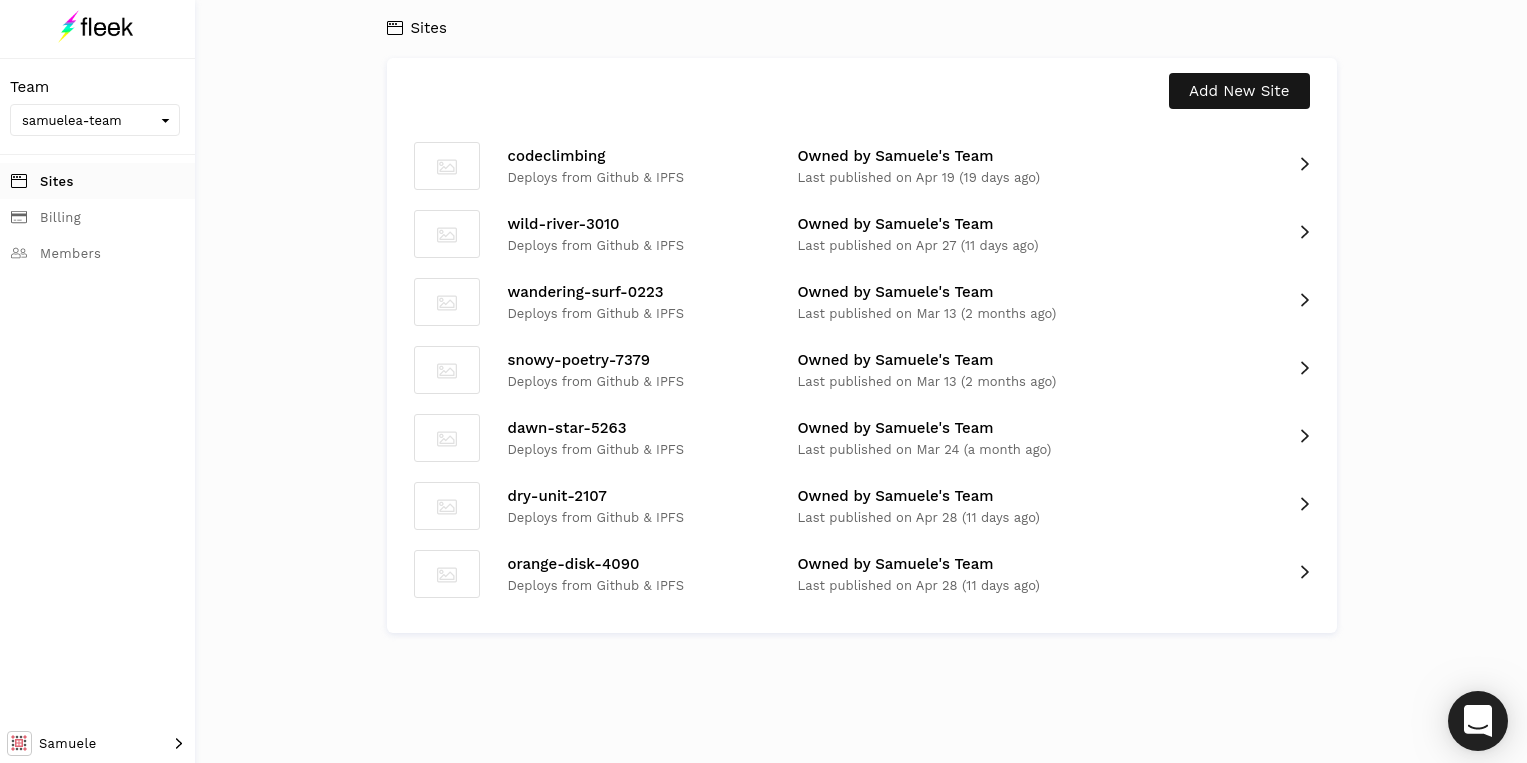 fleek
Sites
Team
samuelea-team
Add New Site
Sites
Billing
Members
codeclimbing
Deploys from Github & IPFS
Owned by Samuele's Team
Last published on Apr 19 (19 days ago)
wild-river-3010
Deploys from Github & IPFS
Owned by Samuele's Team
Last published on Apr 27 (11 days ago)
wandering-surf-0223
Deploys from Github & IPFS
Owned by Samuele's Team
Last published on Mar 13 (2 months ago)
snowy-poetry-7379
Deploys from Github & IPFS
Owned by Samuele's Team
Last published on Mar 13 (2 months ago)
dawn-star-5263
Deploys from Github & IPFS
Owned by Samuele's Team
Last published on Mar 24 (a month ago)
dry-unit-2107
Deploys from Github & IPFS
Owned by Samuele's Team
Last published on Apr 28 (11 days ago)
orange-disk-4090
Deploys from Github & IPFS
Owned by Samuele's Team
Last published on Apr 28 (11 days ago)
Samuele